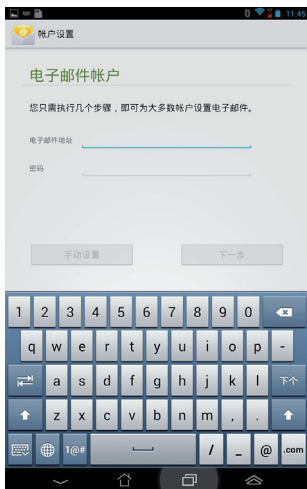 11:45
帐户设置
电子邮件帐户
您只需执行几个步骤，即可为大多数帐户设置电子邮件。
电子邮件地址
密码
手动设置 下一步
1 2 3 4 5 6 7 8 9 0
q w e r t y u i o p -
a s d f g h j k l 下个
z x c v b n m , .
1@# / _ @ .com